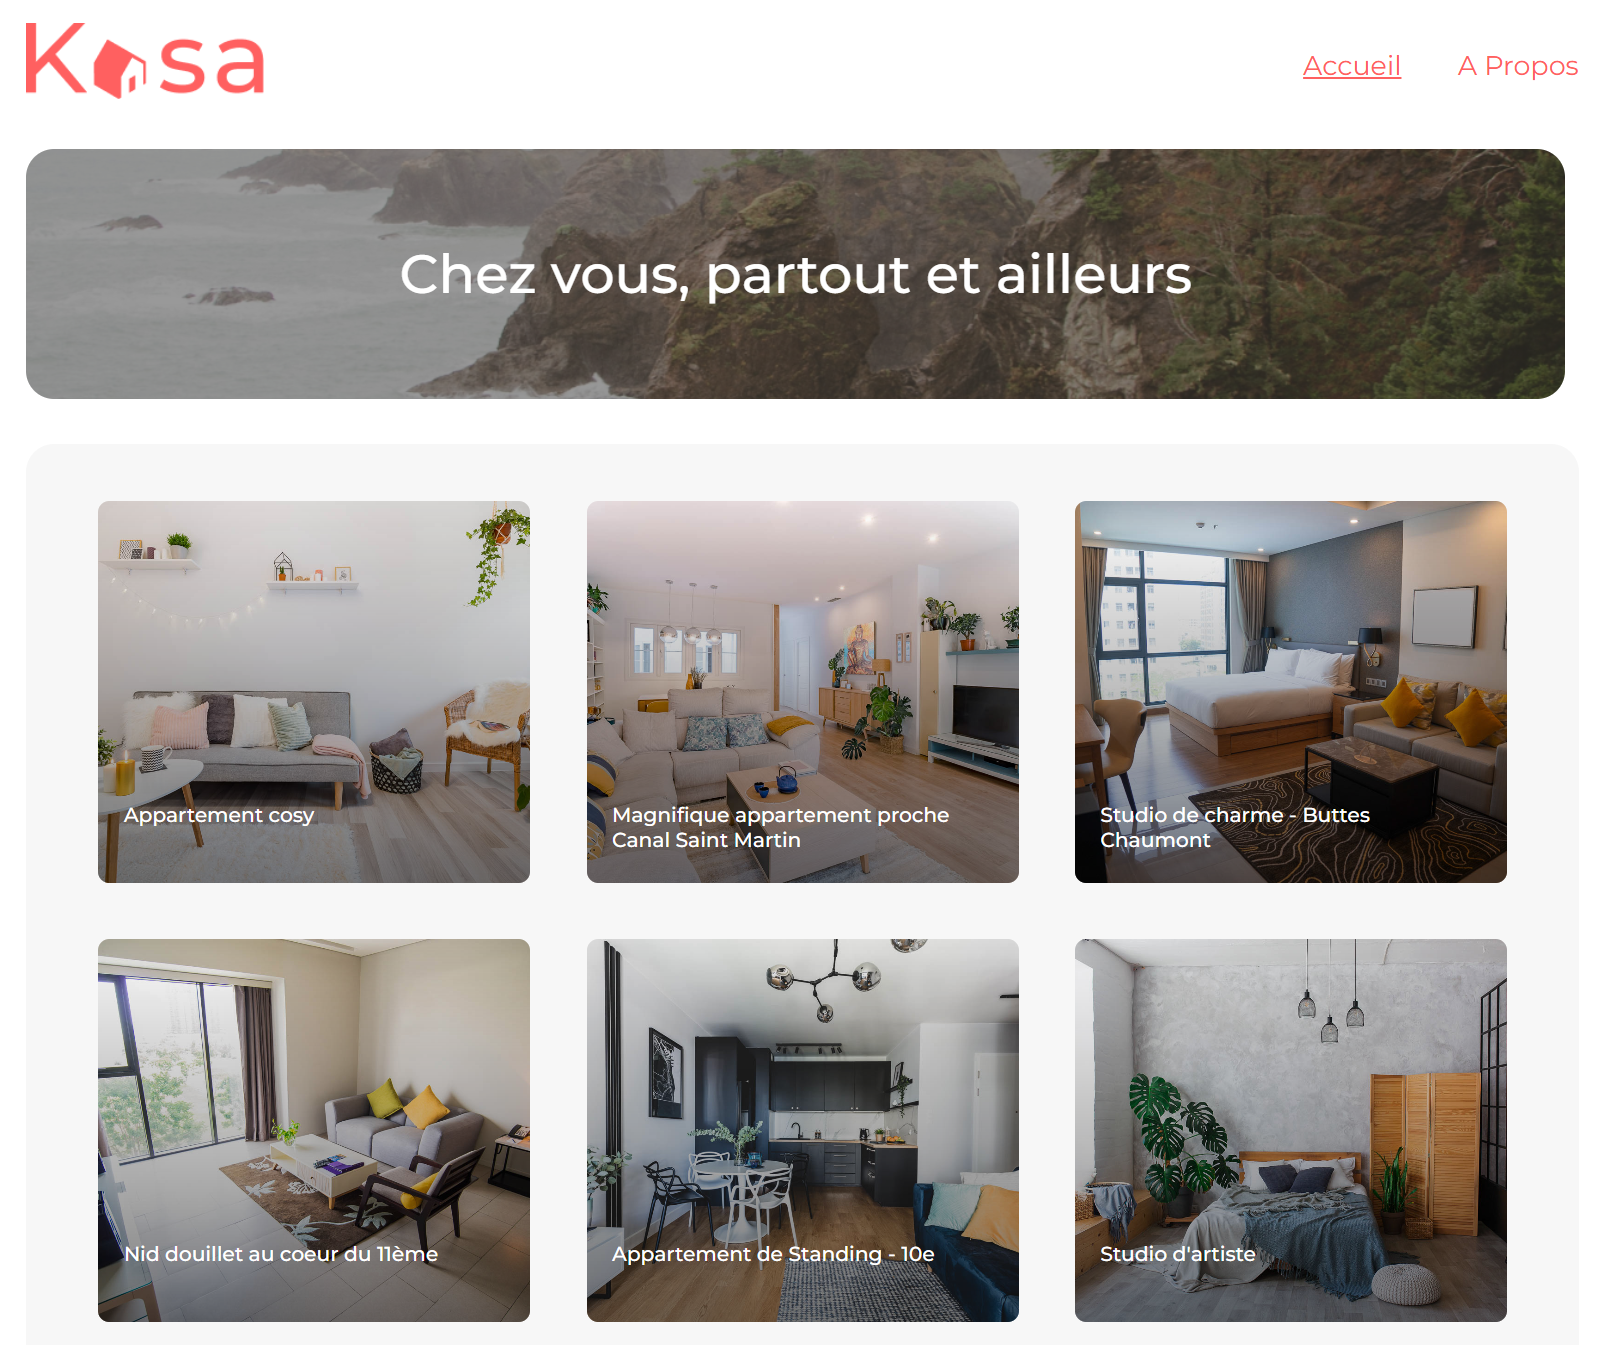 Kasa
Accueil
A Propos
Chez vous, partout et ailleurs
Appartement cosy
Magnifique appartement proche
Canal Saint Martin
Studio de charme - Buttes
Chaumont
Nid douillet au coeur du 11ème
Appartement de Standing - 10e
Studio d'artiste